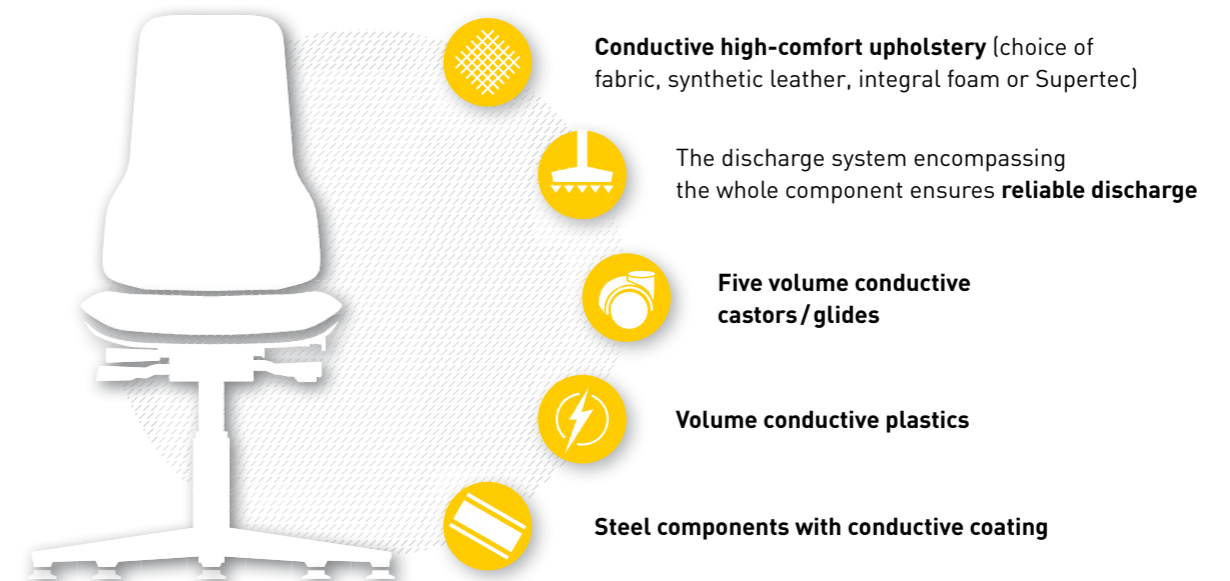 Conductive high-comfort upholstery (choice of
fabric, synthetic leather, integral foam or Supertec)
The discharge system encompassing
the whole component ensures reliable discharge
Five volume conductive
castors/glides
Volume conductive plastics
Steel components with conductive coating